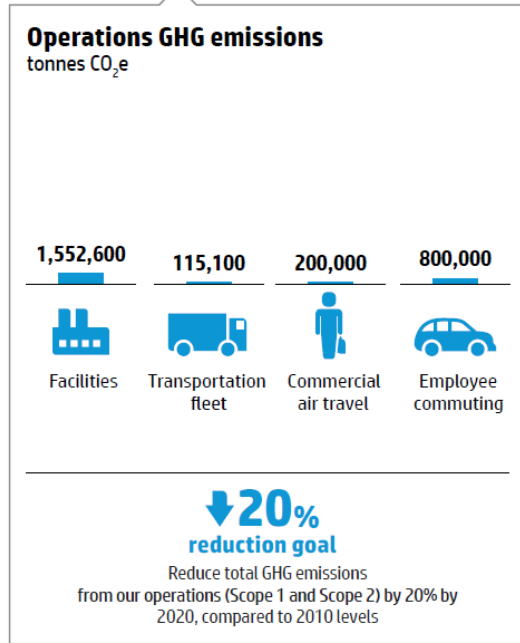 Operations GHG emissions
tonnes CO₂e
1,552,600
115,100
200,000
800,000
Facilities
Transportation
fleet
Commercial
air travel
Employee
commuting
20%
reduction goal
Reduce total GHG emissions
from our operations (Scope 1 and Scope 2) by 20% by
2020, compared to 2010 levels